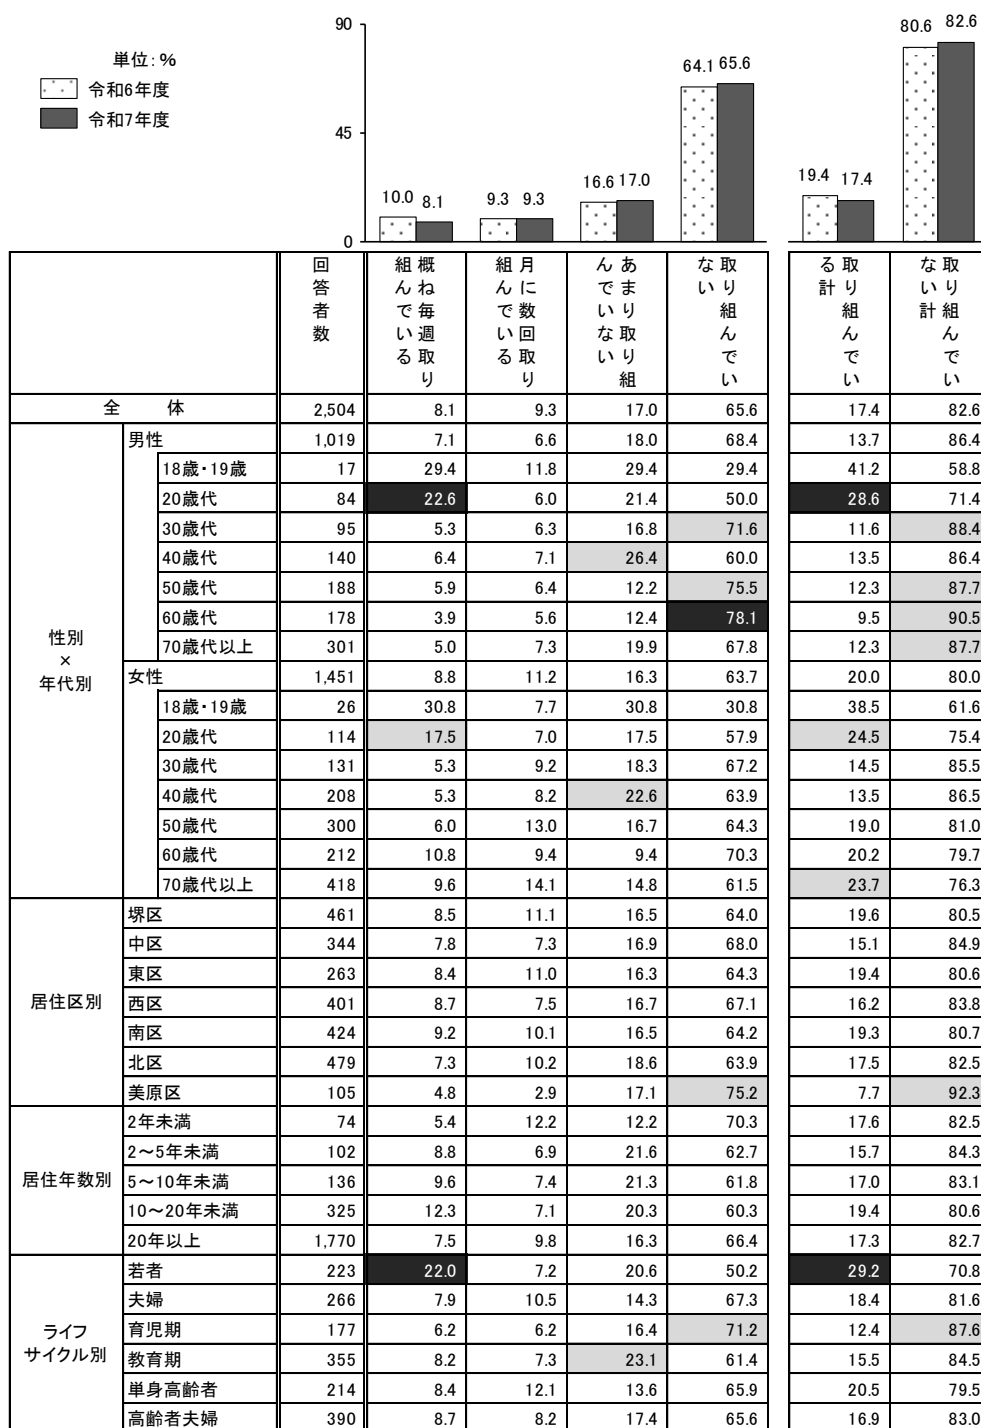 単位：%
令和6年度
令和7年度
90
45
0
10.0 8.1 9.3 9.3 16.6 17.0 64.1 65.6 19.4 17.4 80.6 82.6
回答者数
概ね毎週取り組んでいる
月に数回取り組んでいる
あまり取り組んでいない
取り組んでいない
取り組んでいる計
取り組んでいない計
全　体 2,504 8.1 9.3 17.0 65.6 17.4 82.6
性別×年代別
男性 1,019 7.1 6.6 18.0 68.4 13.7 86.4
18歳・19歳 17 29.4 11.8 29.4 29.4 41.2 58.8
20歳代 84 22.6 6.0 21.4 50.0 28.6 71.4
30歳代 95 5.3 6.3 16.8 71.6 11.6 88.4
40歳代 140 6.4 7.1 26.4 60.0 13.5 86.4
50歳代 188 5.9 6.4 12.2 75.5 12.3 87.7
60歳代 178 3.9 5.6 12.4 78.1 9.5 90.5
70歳代以上 301 5.0 7.3 19.9 67.8 12.3 87.7
女性 1,451 8.8 11.2 16.3 63.7 20.0 80.0
18歳・19歳 26 30.8 7.7 30.8 30.8 38.5 61.6
20歳代 114 17.5 7.0 17.5 57.9 24.5 75.4
30歳代 131 5.3 9.2 18.3 67.2 14.5 85.5
40歳代 208 5.3 8.2 22.6 63.9 13.5 86.5
50歳代 300 6.0 13.0 16.7 64.3 19.0 81.0
60歳代 212 10.8 9.4 9.4 70.3 20.2 79.7
70歳代以上 418 9.6 14.1 14.8 61.5 23.7 76.3
居住区別
堺区 461 8.5 11.1 16.5 64.0 19.6 80.5
中区 344 7.8 7.3 16.9 68.0 15.1 84.9
東区 263 8.4 11.0 16.3 64.3 19.4 80.6
西区 401 8.7 7.5 16.7 67.1 16.2 83.8
南区 424 9.2 10.1 16.5 64.2 19.3 80.7
北区 479 7.3 10.2 18.6 63.9 17.5 82.5
美原区 105 4.8 2.9 17.1 75.2 7.7 92.3
居住年数別
2年未満 74 5.4 12.2 12.2 70.3 17.6 82.5
2～5年未満 102 8.8 6.9 21.6 62.7 15.7 84.3
5～10年未満 136 9.6 7.4 21.3 61.8 17.0 83.1
10～20年未満 325 12.3 7.1 20.3 60.3 19.4 80.6
20年以上 1,770 7.5 9.8 16.3 66.4 17.3 82.7
ライフサイクル別
若者 223 22.0 7.2 20.6 50.2 29.2 70.8
夫婦 266 7.9 10.5 14.3 67.3 18.4 81.6
育児期 177 6.2 6.2 16.4 71.2 12.4 87.6
教育期 355 8.2 7.3 23.1 61.4 15.5 84.5
単身高齢者 214 8.4 12.1 13.6 65.9 20.5 79.5
高齢者夫婦 390 8.7 8.2 17.4 65.6 16.9 83.0